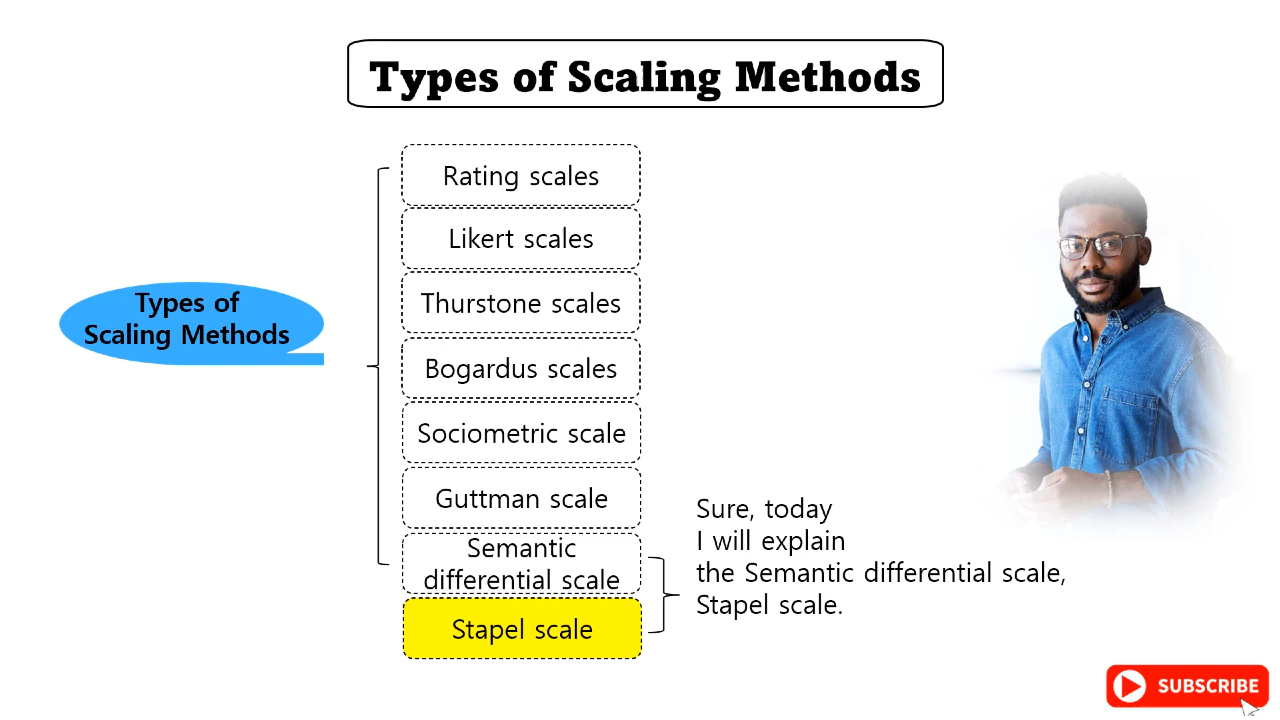 Types of Scaling Methods
Rating scales
Likert scales
Thurstone scales
Types of
Scaling Methods
Bogardus scales
Sociometric scale
Guttman scale
Semantic
differential scale
Stapel scale
Sure, today
I will explain
the Semantic differential scale,
Stapel scale.
SUBSCRIBE